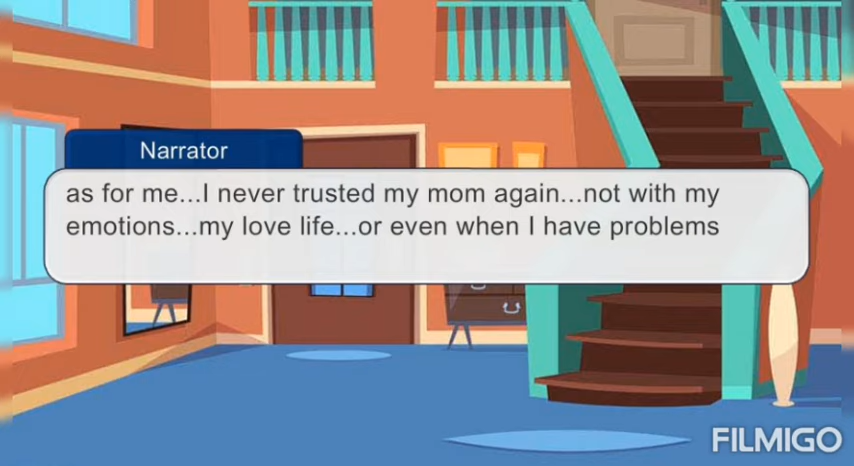 Narrator
as for me...I never trusted my mom again...not with my
emotions...my love life...or even when I have problems
FILMIGO